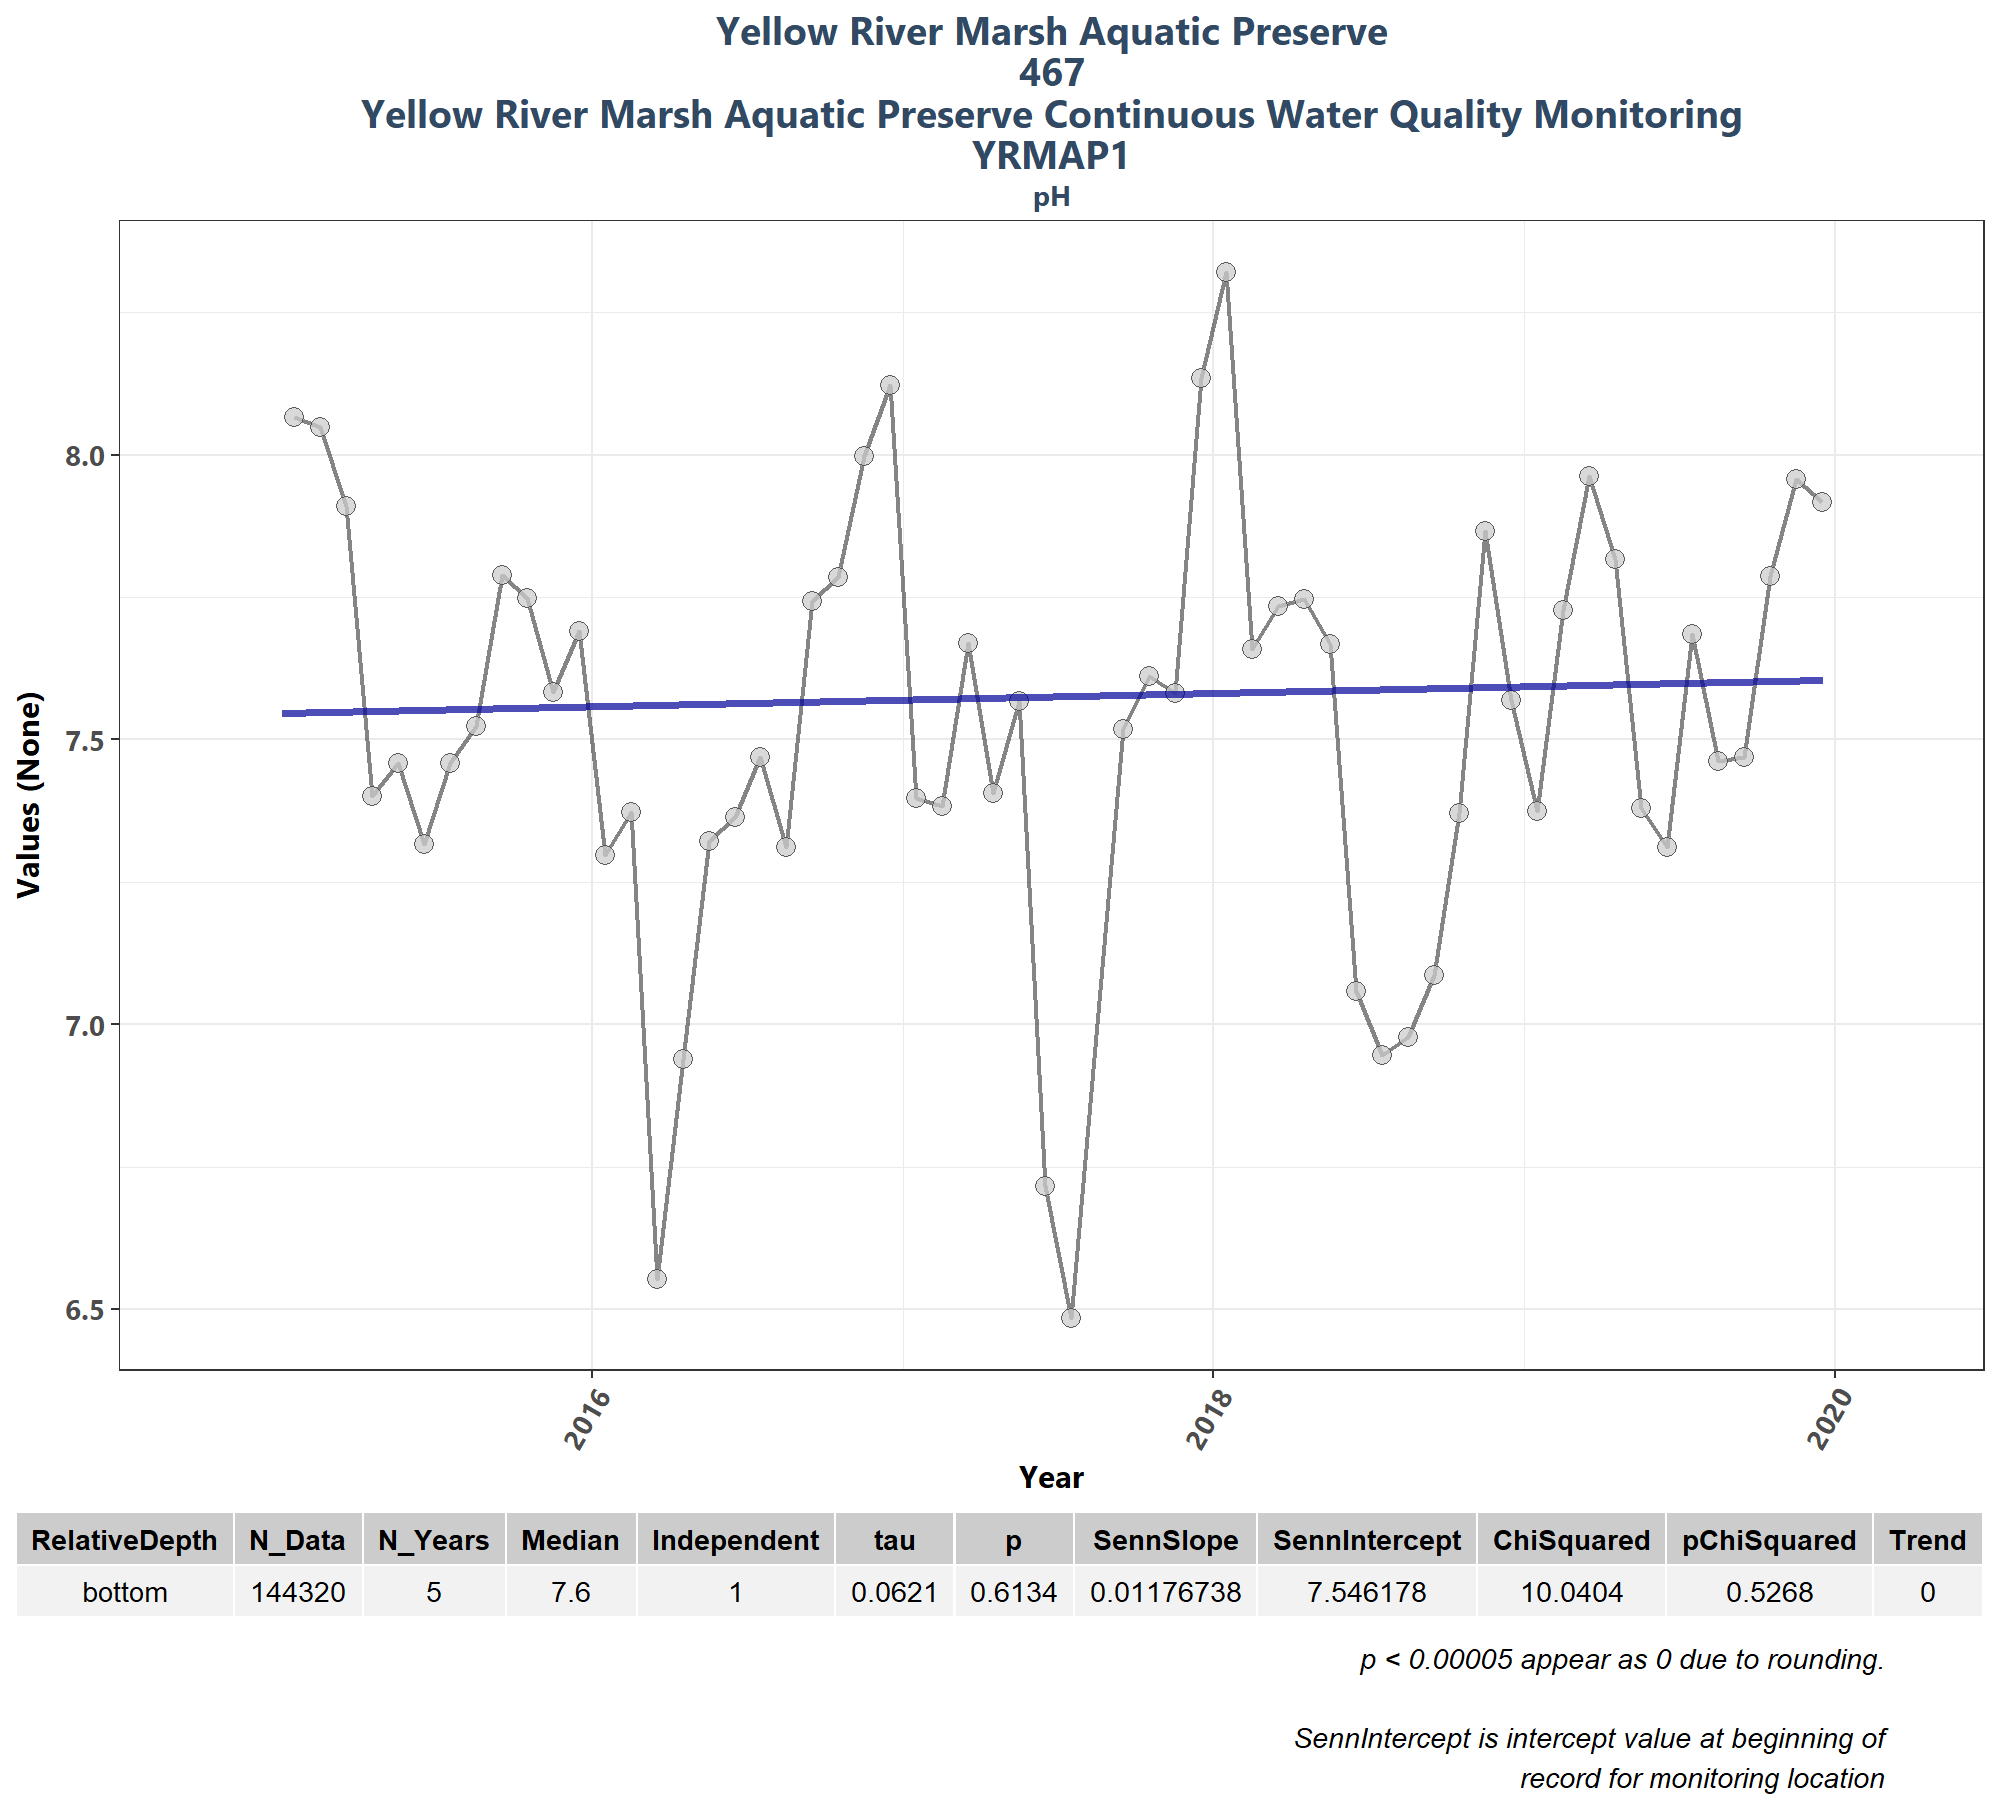 Yellow River Marsh Aquatic Preserve
467
Yellow River Marsh Aquatic Preserve Continuous Water Quality Monitoring
YRMAP1
pH
Values (None)
8.0
7.5
7.0
6.5
2016 2018 2020
Year
RelativeDepth N_Data N_Years Median Independent tau p SennSlope SennIntercept ChiSquared pChiSquared Trend
bottom 144320 5 7.6 1 0.0621 0.6134 0.01176738 7.546178 10.0404 0.5268 0
p < 0.00005 appear as 0 due to rounding.
SennIntercept is intercept value at beginning of
record for monitoring location